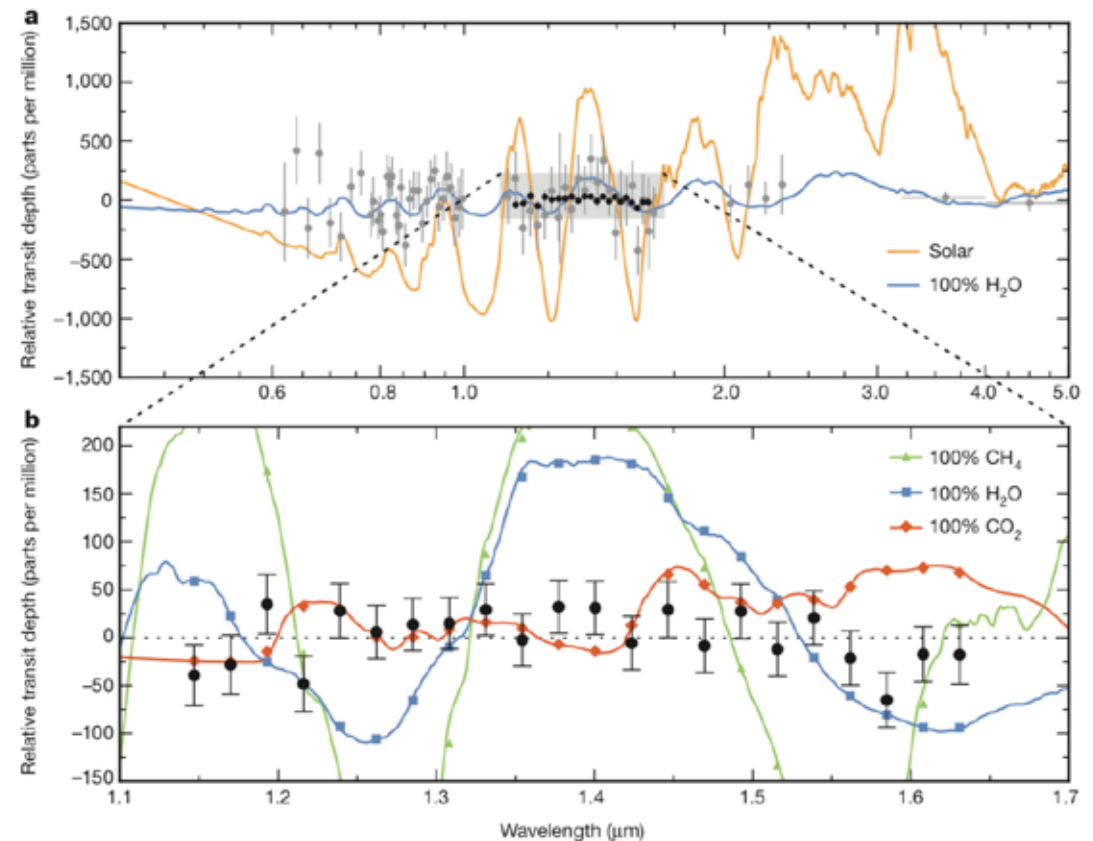 a
Relative transit depth (parts per million)
1,500
1,000
500
0
−500
−1,000
−1,500
Solar
100% H₂O
0.6 0.8 1.0 2.0 3.0 4.0 5.0
b
Relative transit depth (parts per million)
200
150
100
50
0
−50
−100
−150
100% CH₄
100% H₂O
100% CO₂
1.1 1.2 1.3 1.4 1.5 1.6 1.7
Wavelength (μm)